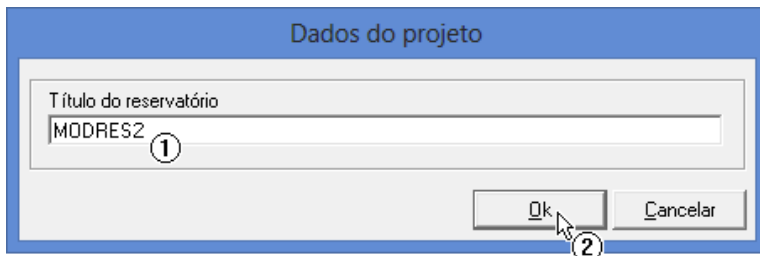 Dados do projeto
Título do reservatório
MODRES2
1
Ok
Cancelar
2